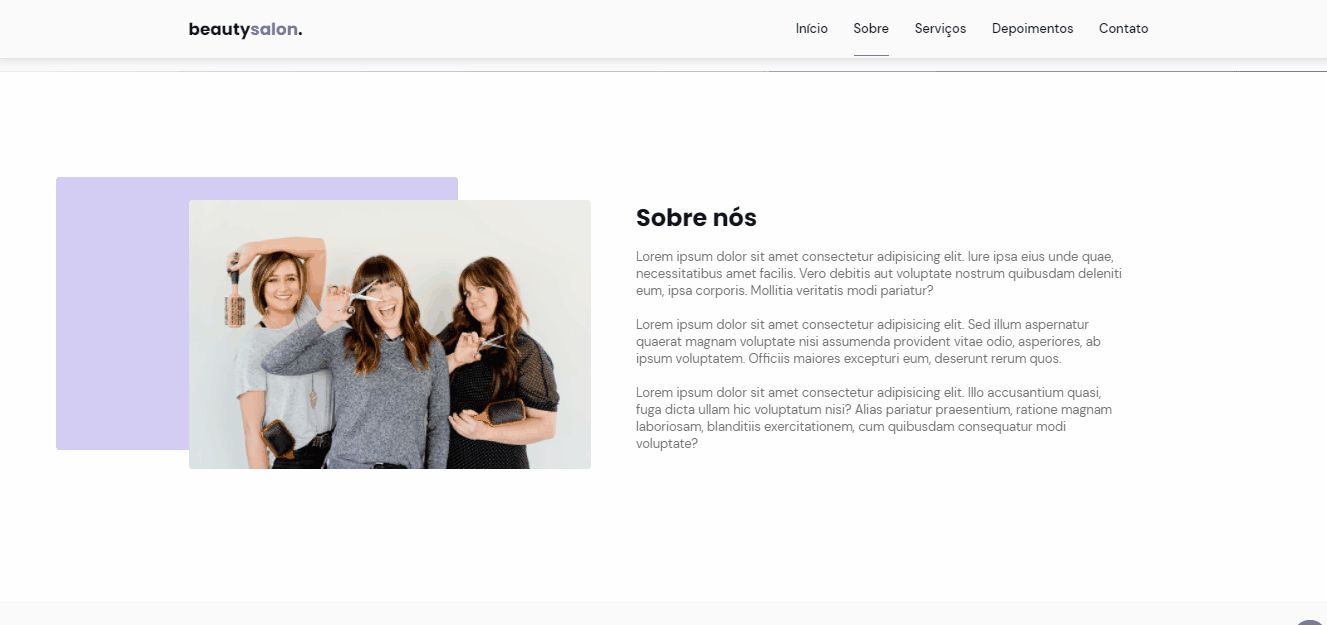 beautysalon.
Início Sobre Serviços Depoimentos Contato
Sobre nós
Lorem ipsum dolor sit amet consectetur adipisicing elit. Iure ipsa eius unde quae,
necessitatibus amet facilis. Vero debitis aut voluptate nostrum quibusdam deleniti
eum, ipsa corporis. Mollitia veritatis modi pariatur?
Lorem ipsum dolor sit amet consectetur adipisicing elit. Sed illum aspernatur
quaerat magnam voluptate nisi assumenda provident vitae odio, asperiores, ab
ipsum voluptatem. Officiis maiores excepturi eum, deserunt rerum quos.
Lorem ipsum dolor sit amet consectetur adipisicing elit. Illo accusantium quasi,
fuga dicta ullam hic voluptatum nisi? Alias pariatur praesentium, ratione magnam
laboriosam, blanditiis exercitationem, cum quibusdam consequatur modi
voluptate?